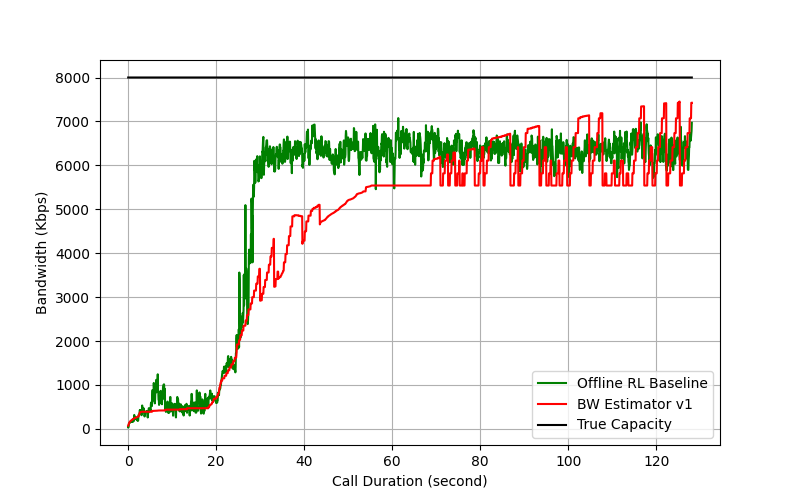 8000
7000
6000
5000
4000
3000
2000
1000
0
Bandwidth (Kbps)
Offline RL Baseline
BW Estimator v1
True Capacity
0 20 40 60 80 100 120
Call Duration (second)